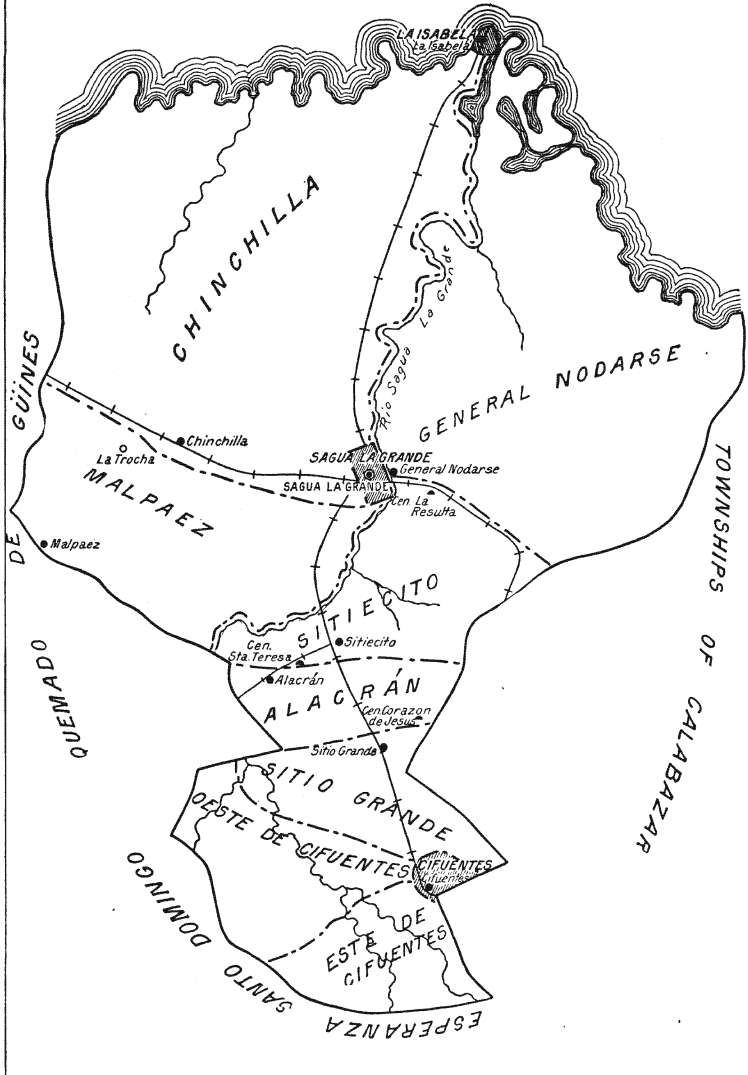 LA ISABELA
La Isabela
CHINCHILLA
Rio Sagua La Grande
GENERAL NODARSE
GÜINES
Chinchilla
La Trocha
SAGUA LA GRANDE
General Nodarse
SAGUA LA GRANDE
Cen. La
Resulta
MALPAEZ
Malpaez
DE
TOWNSHIPS OF CALABAZAR
SITIECITO
Cen.
Sta. Teresa
Sitiecito
Alacrán
ALACRÁN
Cen. Corazon
de Jesus
QUEMADO
Sitio Grande
SITIO GRANDE
OESTE DE CIFUENTES
CIFUENTES
Cifuentes
ESTE DE
CIFUENTES
SANTO DOMINGO
ESPERANZA